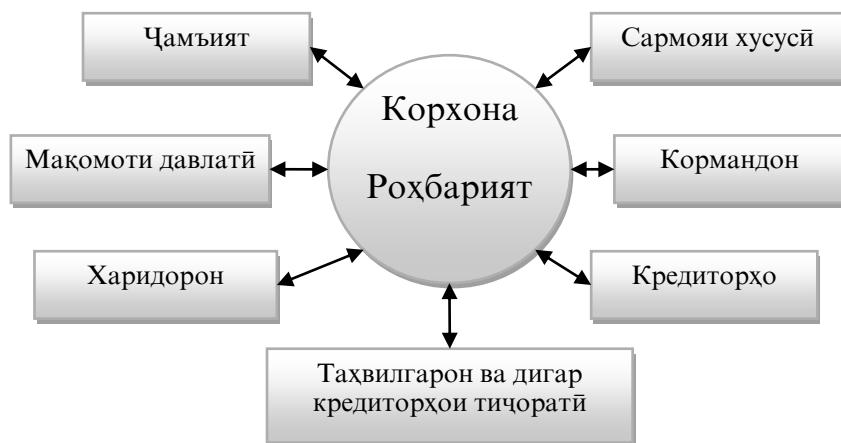 Ҷамъият
Сармояи хусусӣ
Корхона
Роҳбарият
Мақомоти давлатӣ
Кормандон
Харидорон
Кредиторҳо
Таҳвилгарон ва дигар
кредиторҳои тиҷоратӣ